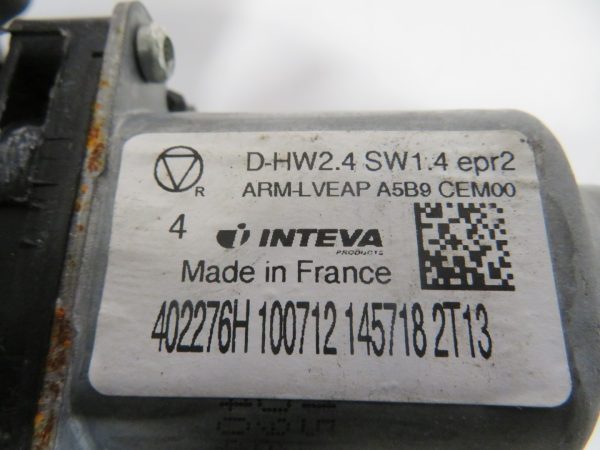 D-HW2.4 SW1.4 epr2
R
ARM-LVEAP A5B9 CEM00
4 INTEVA
PRODUCTS
Made in France
402276H 100712 145718 2T13